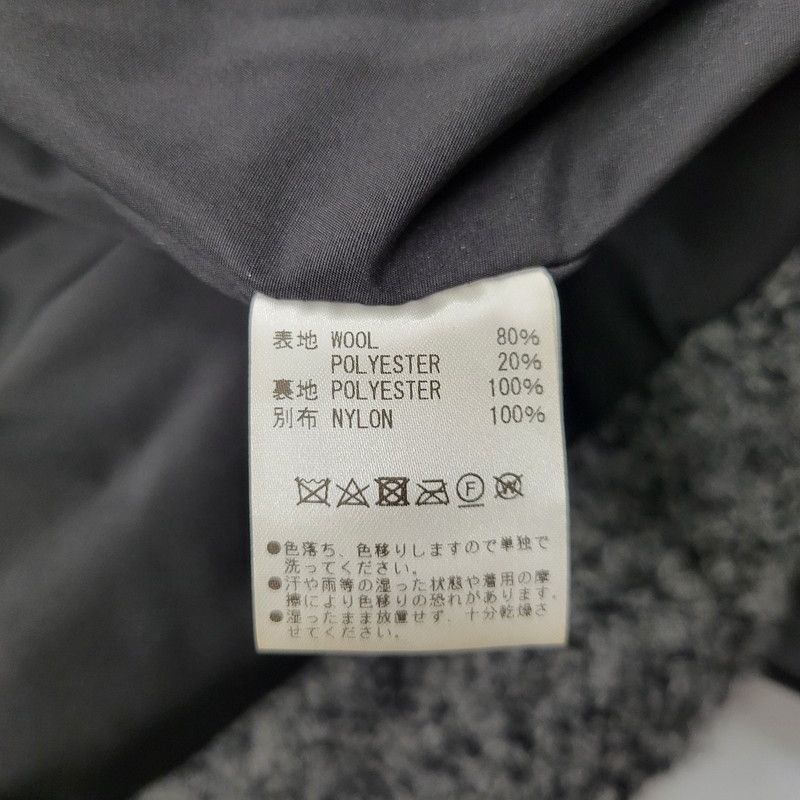 表地 WOOL 80%
POLYESTER 20%
裏地 POLYESTER 100%
別布 NYLON 100%
F W
●色落ち、色移りしますので単独で
洗ってください。
●汗や雨等の湿った状態や着用の摩
擦により色移りの恐れがあります。
●湿ったまま放置せず、十分乾燥さ
せてください。